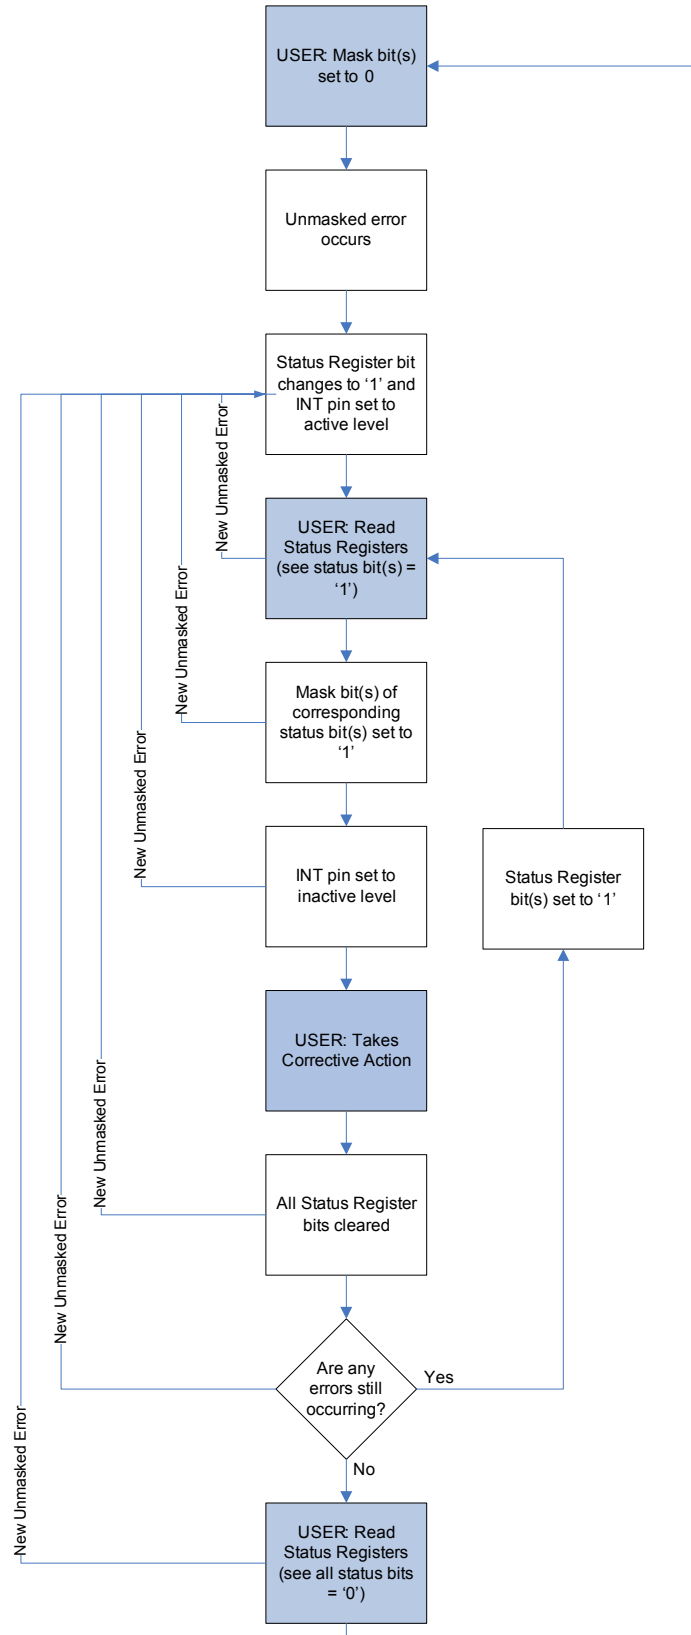 USER: Mask bit(s)
set to 0
Unmasked error
occurs
Status Register bit
changes to ‘1’ and
INT pin set to
active level
New Unmasked Error
USER: Read
Status Registers
(see status bit(s) =
‘1’)
New Unmasked Error
Mask bit(s) of
corresponding
status bit(s) set to
‘1’
New Unmasked Error
INT pin set to
inactive level
Status Register
bit(s) set to ‘1’
USER: Takes
Corrective Action
New Unmasked Error
All Status Register
bits cleared
New Unmasked Error
Are any
errors still
occurring?
Yes
No
New Unmasked Error
USER: Read
Status Registers
(see all status bits
= ‘0’)